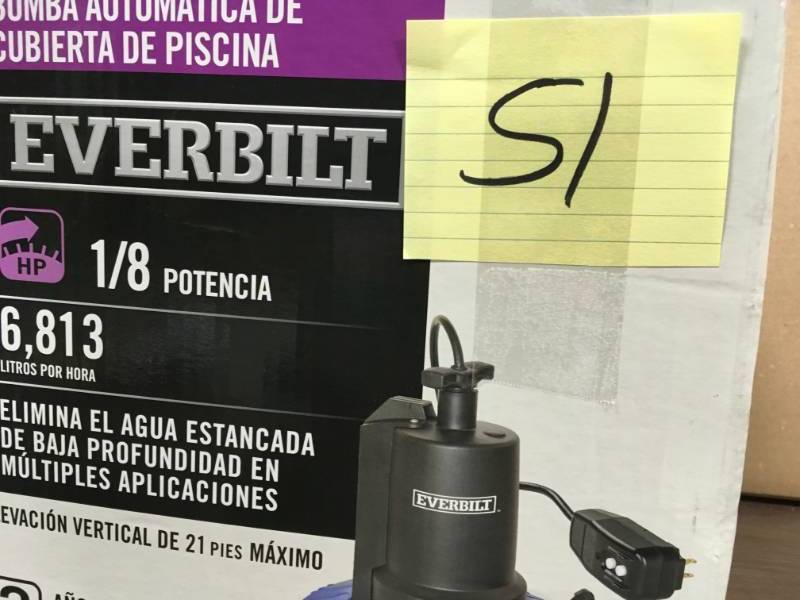 BOMBA AUTOMÁTICA DE
CUBIERTA DE PISCINA
EVERBILT
HP
1/8 POTENCIA
6,813
LITROS POR HORA
ELIMINA EL AGUA ESTANCADA
DE BAJA PROFUNDIDAD EN
MÚLTIPLES APLICACIONES
EVACIÓN VERTICAL DE 21 PIES MÁXIMO
51
EVERBILT